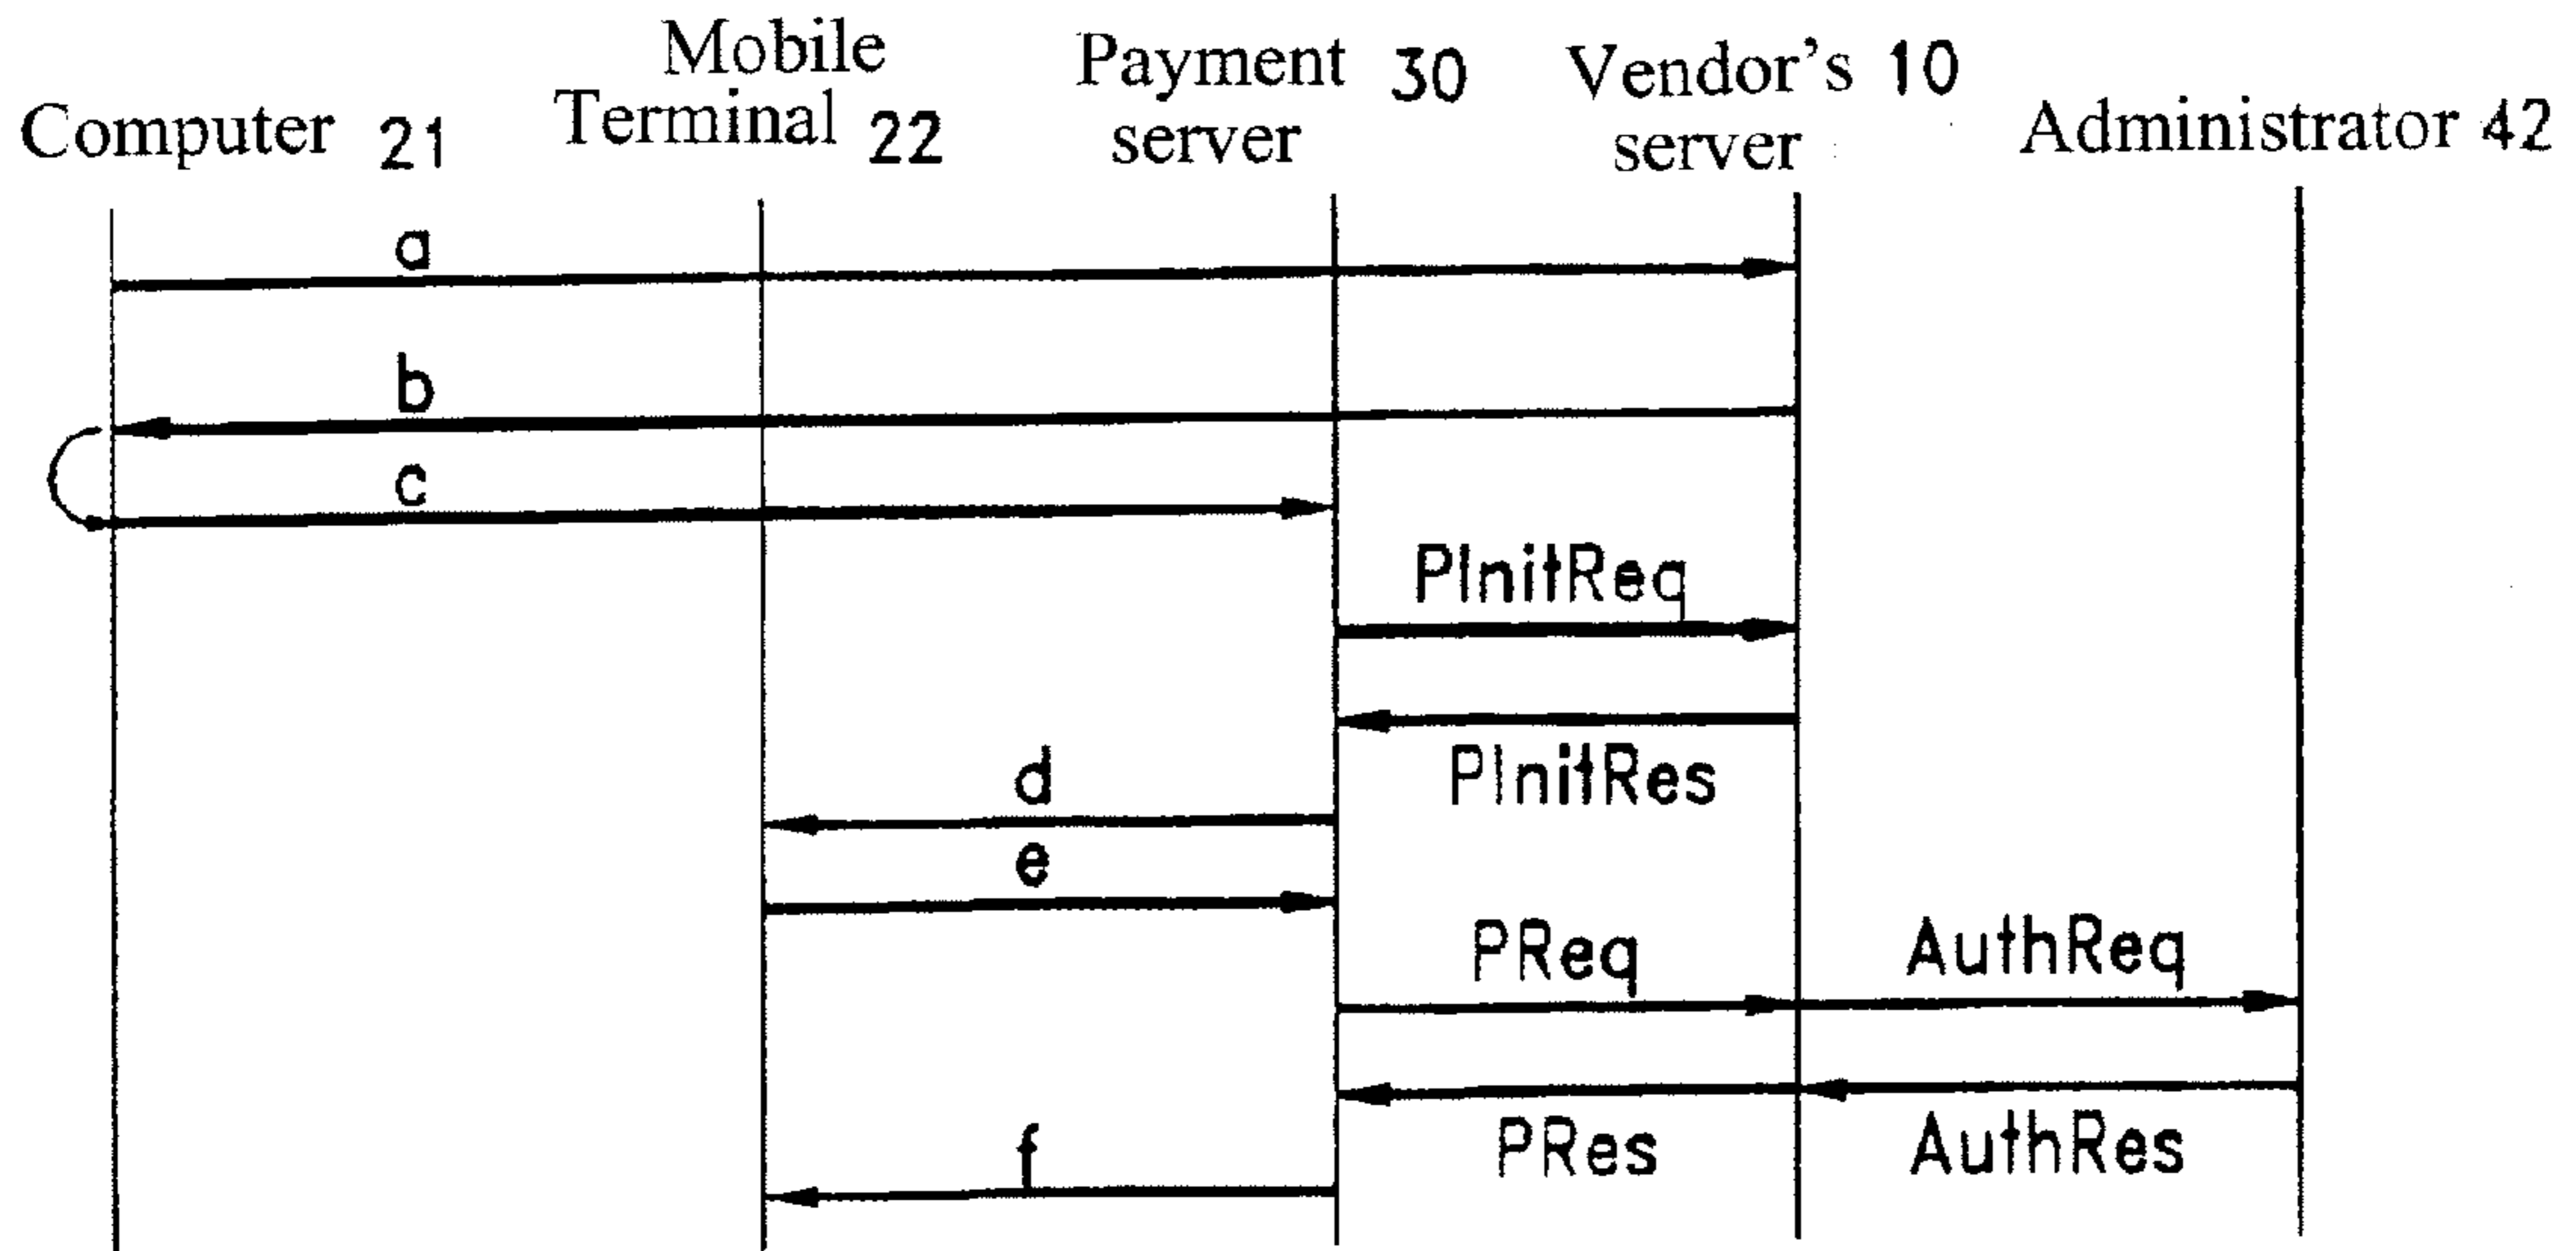 Computer 21
Mobile
Terminal 22
Payment 30
server
Vendor's 10
server
Administrator 42
a
b
c
PInitReq
PInitRes
d
e
PReq
AuthReq
PRes
AuthRes
f